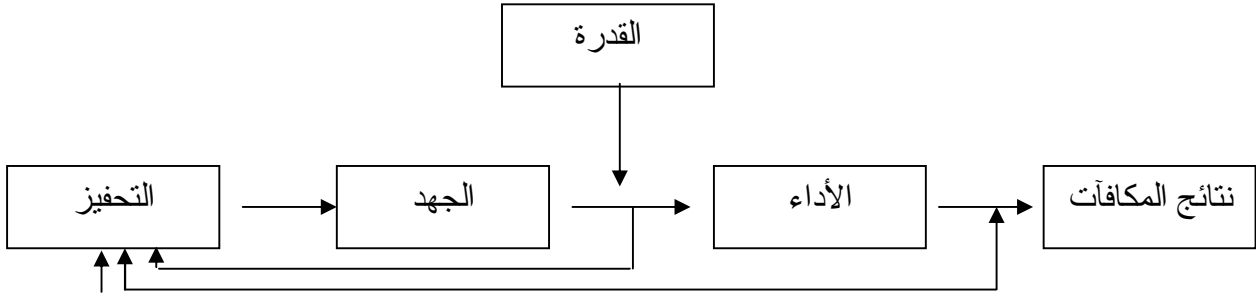 القدرة
التحفيز
الجهد
الأداء
نتائج المكافآت